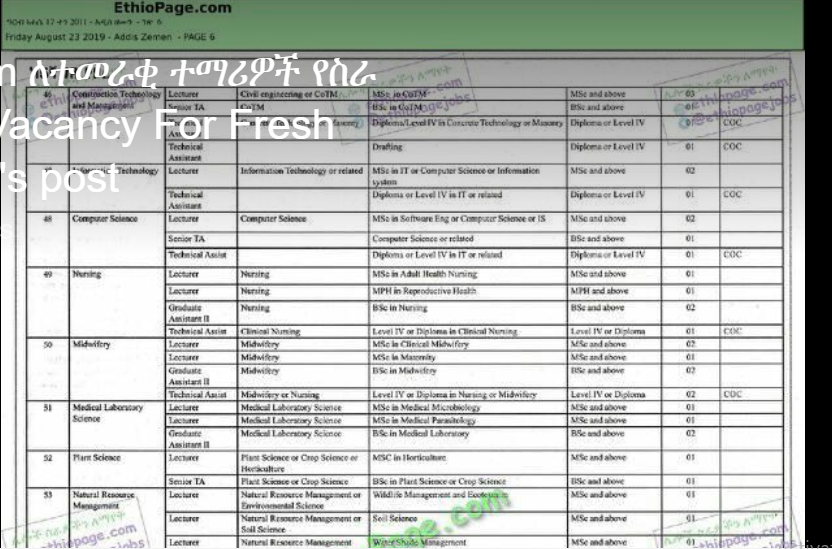 EthioPage.com
Friday August 23 2019 - Addis Zemen - PAGE 6
ለተመራቂ ተማሪዎች የስራ
Vacancy For Fresh
's post
46 Construction Technology and Management Lecturer Civil engineering or CoTM MSc in CoTM MSc and above 03
Senior TA CoTM BSc in CoTM BSc and above 01
Diploma/Level IV in Concrete Technology or Masonry Diploma or Level IV 01 COC
Technical Drafting Diploma or Level IV 01 COC
Assistant
Information Technology Lecturer Information Technology or related MSc in IT or Computer Science or Information MSc and above 02
system
Technical Diploma or Level IV in IT or related Diploma or Level IV 01 COC
Assistant
48 Computer Science Lecturer Computer Science MSc in Software Eng or Computer Science or IS MSc and above 02
Senior TA Computer Science or related BSc and above 01
Technical Assist Diploma or Level IV in IT or related Diploma or Level IV 01 COC
49 Nursing Lecturer Nursing MSc in Adult Health Nursing MSc and above 01
Lecturer Nursing MPH in Reproductive Health MPH and above 01
Graduate Nursing BSc in Nursing BSc and above 02
Assistant II
Technical Assist Clinical Nursing Level IV or Diploma in Clinical Nursing Level IV or Diploma 01 COC
50 Midwifery Lecturer Midwifery MSc in Clinical Midwifery MSc and above 02
Lecturer Midwifery MSc in Maternity MSc and above 01
Graduate Midwifery BSc in Midwifery BSc and above 02
Assistant II
Technical Assist Midwifery or Nursing Level IV or Diploma in Nursing or Midwifery Level IV or Diploma 02 COC
51 Medical Laboratory Lecturer Medical Laboratory Science MSc in Medical Microbiology MSc and above 01
Science Lecturer Medical Laboratory Science MSc in Medical Parasitology MSc and above 01
Graduate Medical Laboratory Science BSc in Medical Laboratory BSc and above 02
Assistant II
52 Plant Science Lecturer Plant Science or Crop Science or MSC in Horticulture MSc and above 01
Horticulture
Senior TA Plant Science or Crop Science BSc in Plant Science or Crop Science BSc and above 01
53 Natural Resource Lecturer Natural Resource Management or Wildlife Management and Ecotourism MSc and above 01
Management Environmental Science
Lecturer Natural Resource Management or Soil Science MSc and above 01
Soil Science
Lecturer Natural Resource Management Water Shade Management MSc and above 01